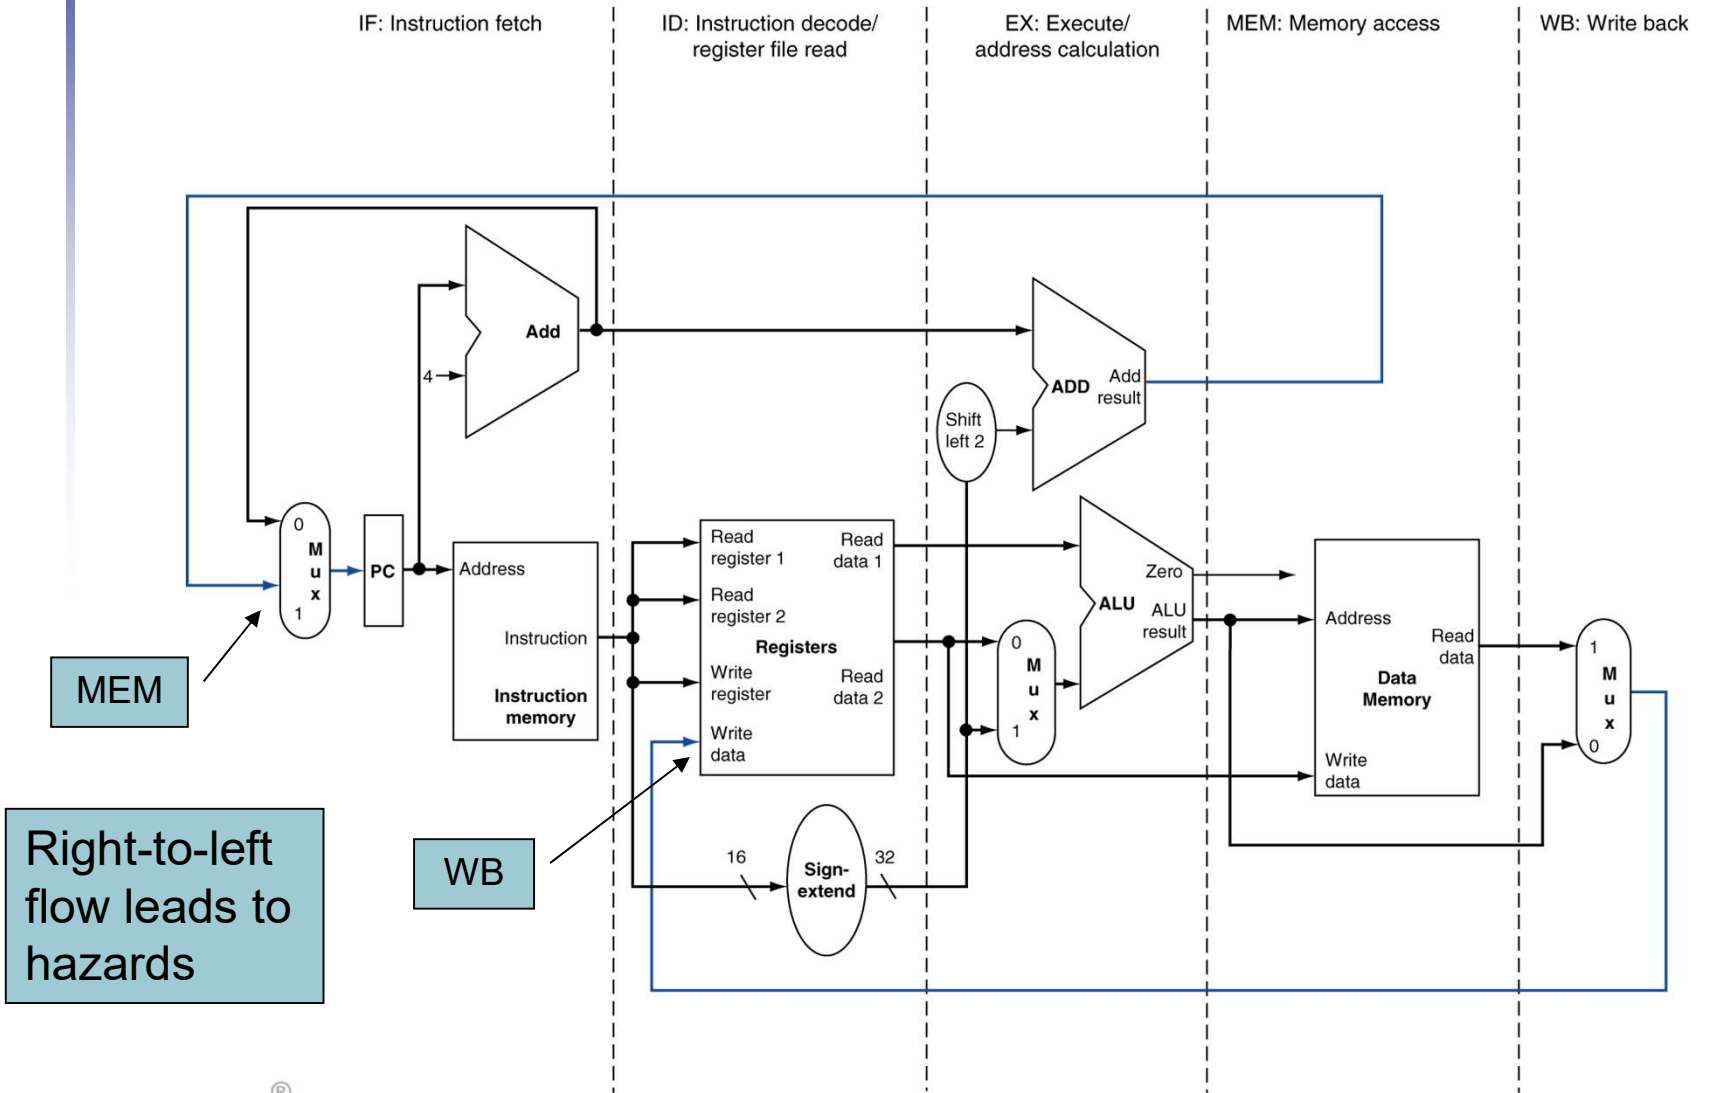 IF: Instruction fetch
ID: Instruction decode/
register file read
EX: Execute/
address calculation
MEM: Memory access
WB: Write back
Add
4
ADD
Add
result
Shift
left 2
0
M
u
x
1
PC
Address
Instruction
Instruction
memory
Read
register 1
Read
register 2
Write
register
Write
data
Registers
Read
data 1
Read
data 2
0
M
u
x
1
Zero
ALU
ALU
result
Address
Read
data
Data
Memory
Write
data
1
M
u
x
0
MEM
WB
16
Sign-
extend
32
Right-to-left
flow leads to
hazards
®